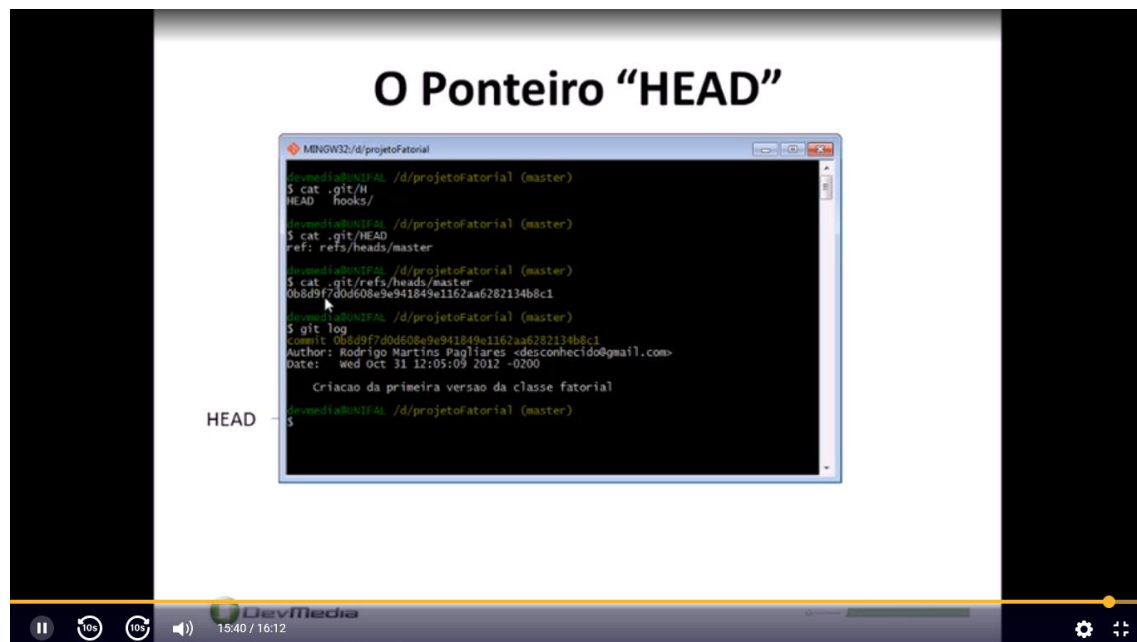 O Ponteiro “HEAD”
MINGW32:/d/projetoFatorial
devmedia@UNIFAL /d/projetoFatorial (master)
$ cat .git/H
HEAD hooks/
devmedia@UNIFAL /d/projetoFatorial (master)
$ cat .git/HEAD
ref: refs/heads/master
devmedia@UNIFAL /d/projetoFatorial (master)
$ cat .git/refs/heads/master
0b8d9f7d0d608e9e941849e1162aa6282134b8c1
devmedia@UNIFAL /d/projetoFatorial (master)
$ git log
commit 0b8d9f7d0d608e9e941849e1162aa6282134b8c1
Author: Rodrigo Martins Pagliares <desconhecido@gmail.com>
Date: Wed Oct 31 12:05:09 2012 -0200
Criacao da primeira versao da classe fatorial
devmedia@UNIFAL /d/projetoFatorial (master)
$
HEAD
DevMedia
10s 10s 15:40 / 16:12